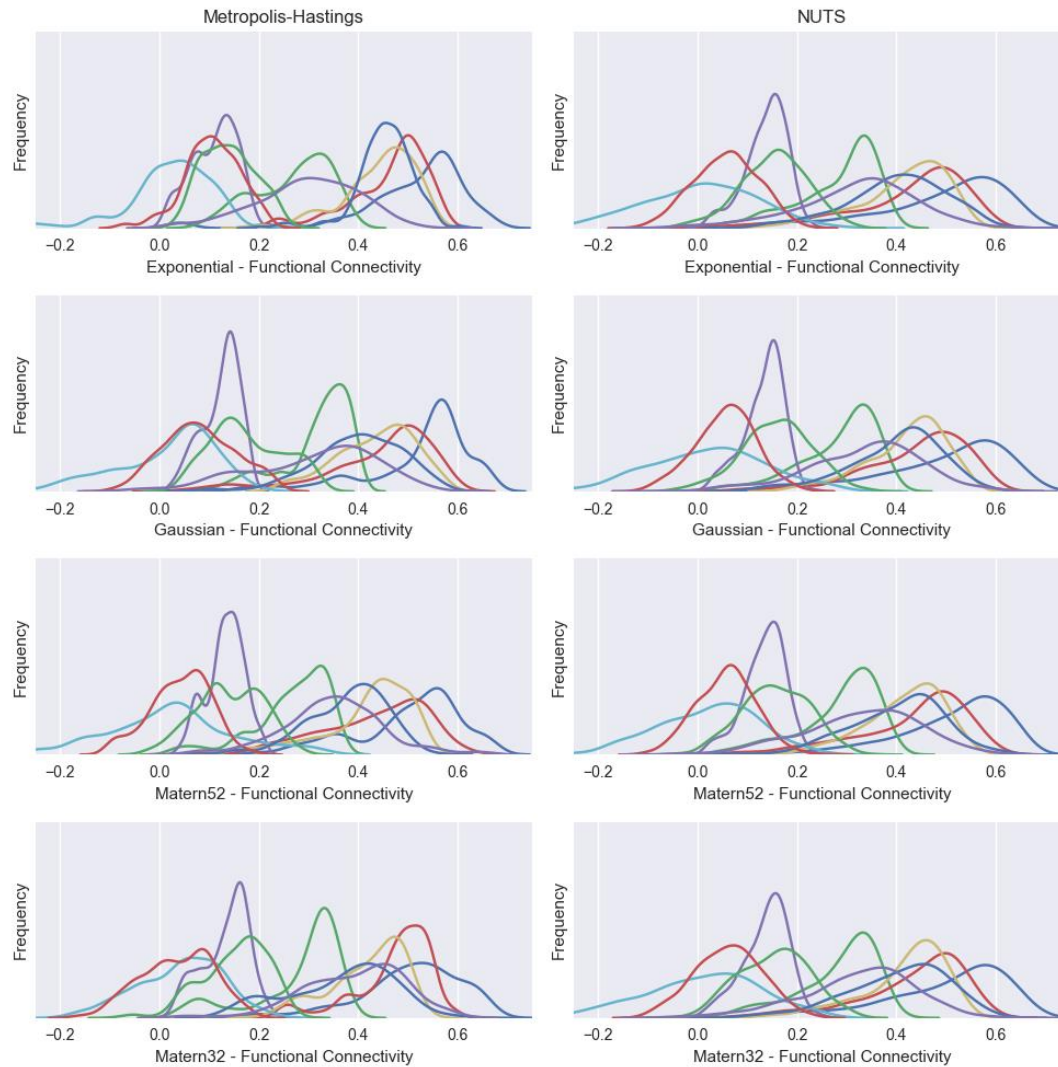 Metropolis-Hastings
NUTS
Frequency
Frequency
−0.2 0.0 0.2 0.4 0.6
−0.2 0.0 0.2 0.4 0.6
Exponential - Functional Connectivity
Exponential - Functional Connectivity
Frequency
Frequency
−0.2 0.0 0.2 0.4 0.6
−0.2 0.0 0.2 0.4 0.6
Gaussian - Functional Connectivity
Gaussian - Functional Connectivity
Frequency
Frequency
−0.2 0.0 0.2 0.4 0.6
−0.2 0.0 0.2 0.4 0.6
Matern52 - Functional Connectivity
Matern52 - Functional Connectivity
Frequency
Frequency
−0.2 0.0 0.2 0.4 0.6
−0.2 0.0 0.2 0.4 0.6
Matern32 - Functional Connectivity
Matern32 - Functional Connectivity